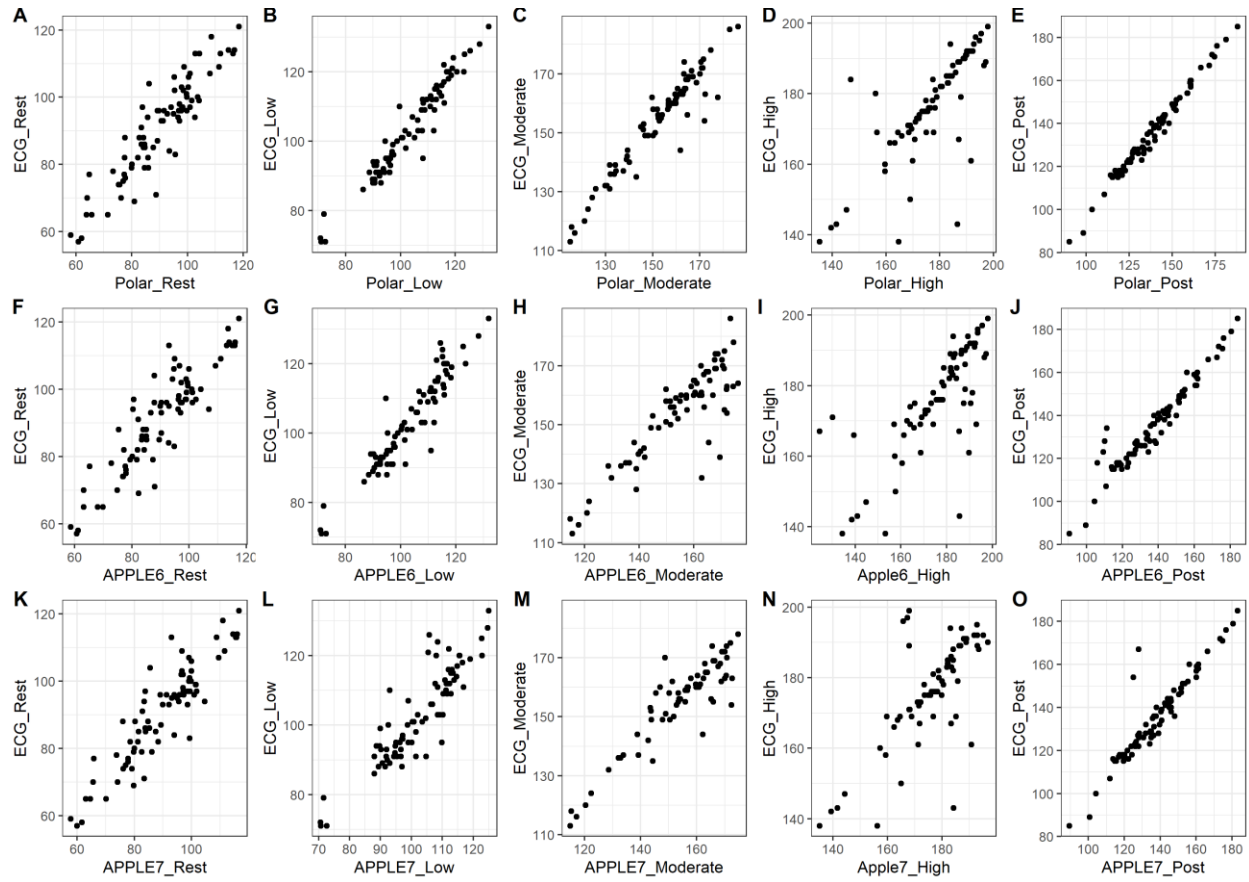 A B C D E
ECG_Rest ECG_Low ECG_Moderate ECG_High ECG_Post
120 120 170 200 180
100 100 150 180 160
80 80 130 160 140
60 110 140 120
100
80
60 80 100 120 80 100 120 130 150 170 140 160 180 200 100 125 150 175
Polar_Rest Polar_Low Polar_Moderate Polar_High Polar_Post
F G H I J
ECG_Rest ECG_Low ECG_Moderate ECG_High ECG_Post
120 120 170 200 180
100 100 150 180 160
80 80 130 160 140
60 110 140 120
100
80
60 80 100 120 80 100 120 120 140 160 140 160 180 200 100 120 140 160 180
APPLE6_Rest APPLE6_Low APPLE6_Moderate Apple6_High APPLE6_Post
K L M N O
ECG_Rest ECG_Low ECG_Moderate ECG_High ECG_Post
120 120 170 200 180
100 100 150 180 160
80 80 130 160 140
60 110 140 120
100
80
60 80 100 70 80 90 100 110 120 120 140 160 140 160 180 100 120 140 160 180
APPLE7_Rest APPLE7_Low APPLE7_Moderate Apple7_High APPLE7_Post